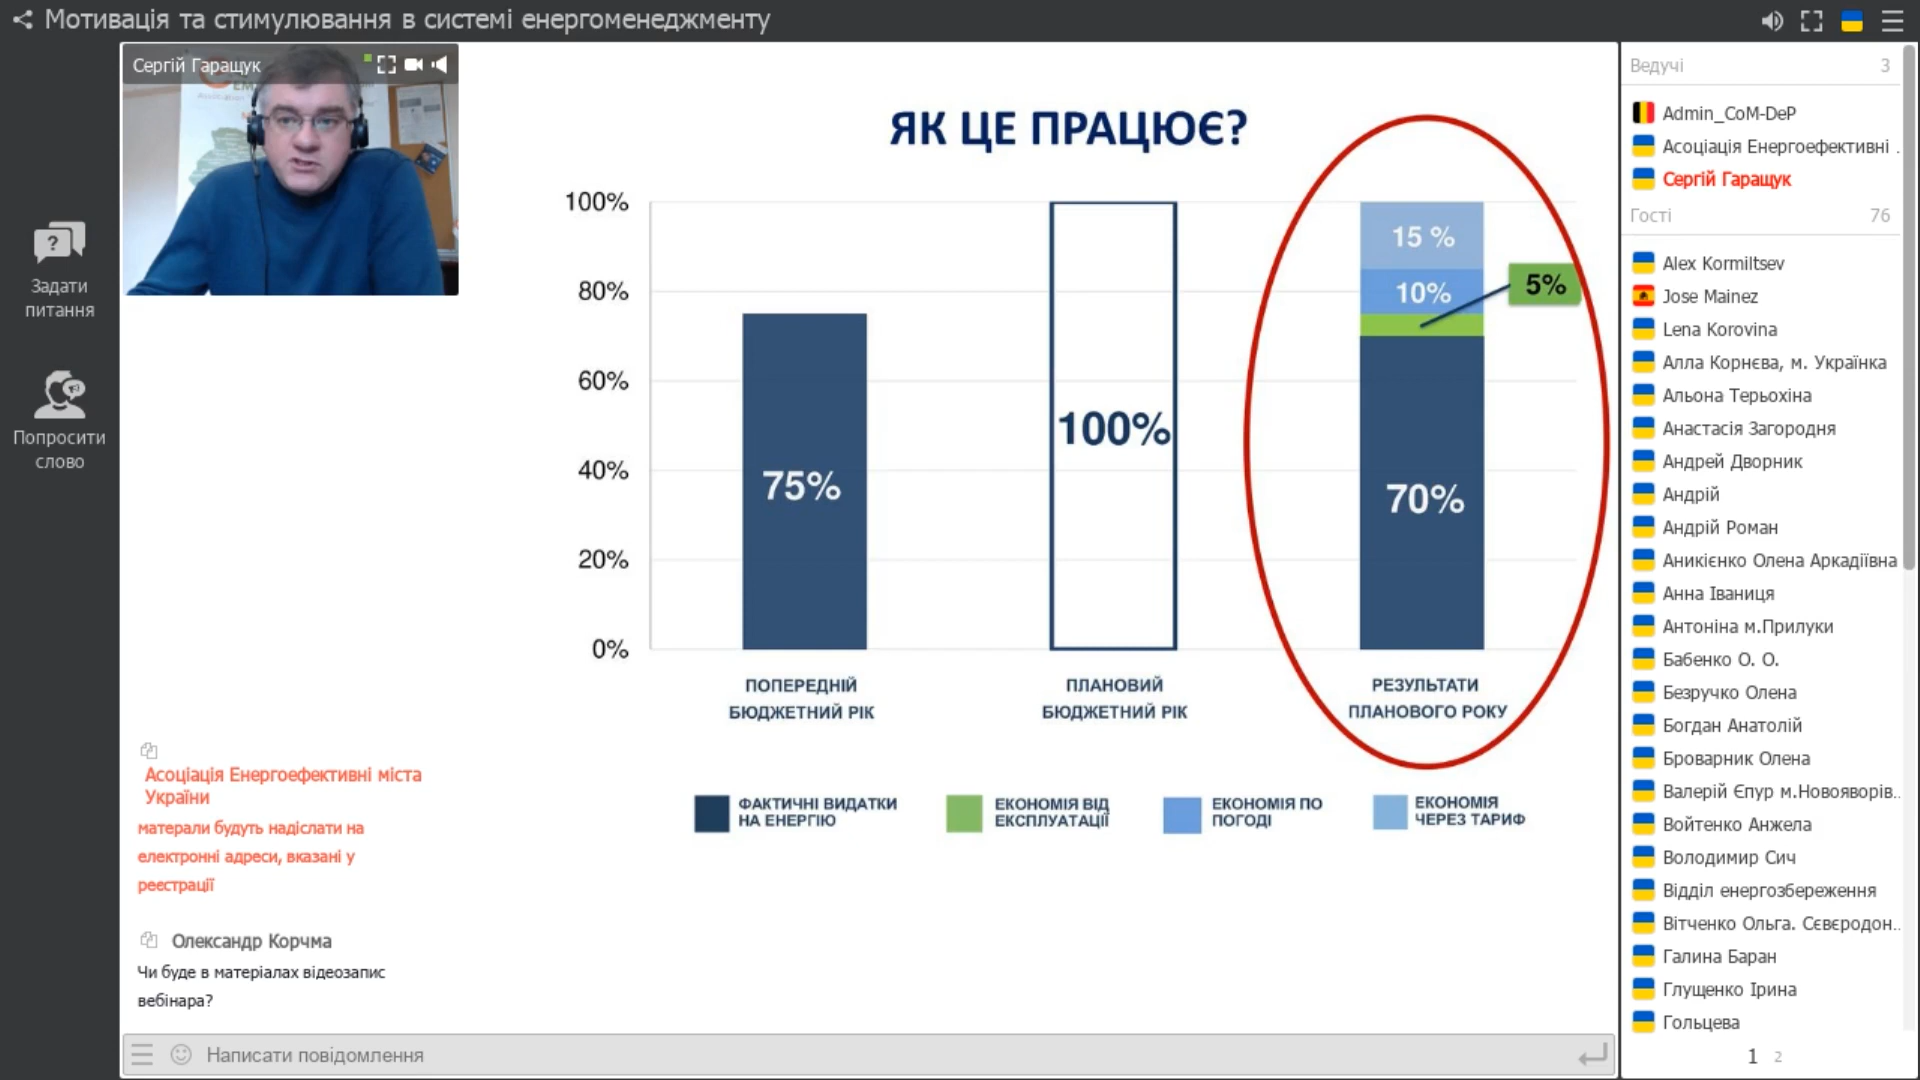 Мотивація та стимулювання в системі енергоменеджменту
Сергій Гаращук
Задати
питання
Попросити
слово
ЯК ЦЕ ПРАЦЮЄ?
100%
80%
60%
40%
20%
0%
75%
100%
15 %
10%
5%
70%
ПОПЕРЕДНІЙ
БЮДЖЕТНИЙ РІК
ПЛАНОВИЙ
БЮДЖЕТНИЙ РІК
РЕЗУЛЬТАТИ
ПЛАНОВОГО РОКУ
ФАКТИЧНІ ВИДАТКИ
НА ЕНЕРГІЮ
ЕКОНОМІЯ ВІД
ЕКСПЛУАТАЦІЇ
ЕКОНОМІЯ ПО
ПОГОДІ
ЕКОНОМІЯ
ЧЕРЕЗ ТАРИФ
Асоціація Енергоефективні міста
України
матерали будуть надіслати на
електронні адреси, вказані у
реєстрації
Олександр Корчма
Чи буде в матеріалах відеозапис
вебінара?
Написати повідомлення
Ведучі 3
Admin_CoM-DeP
Асоціація Енергоефективні .
Сергій Гаращук
Гості 76
Alex Kormiltsev
Jose Mainez
Lena Korovina
Алла Корнєва, м. Українка
Альона Терьохіна
Анастасія Загородня
Андрей Дворник
Андрій
Андрій Роман
Аникієнко Олена Аркадіївна
Анна Іваниця
Антоніна м.Прилуки
Бабенко О. О.
Безручко Олена
Богдан Анатолій
Броварник Олена
Валерій Єпур м.Новояворів..
Войтенко Анжела
Володимир Сич
Відділ енергозбереження
Вітченко Ольга. Сєвєродон..
Галина Баран
Глущенко Ірина
Гольцева
1 2